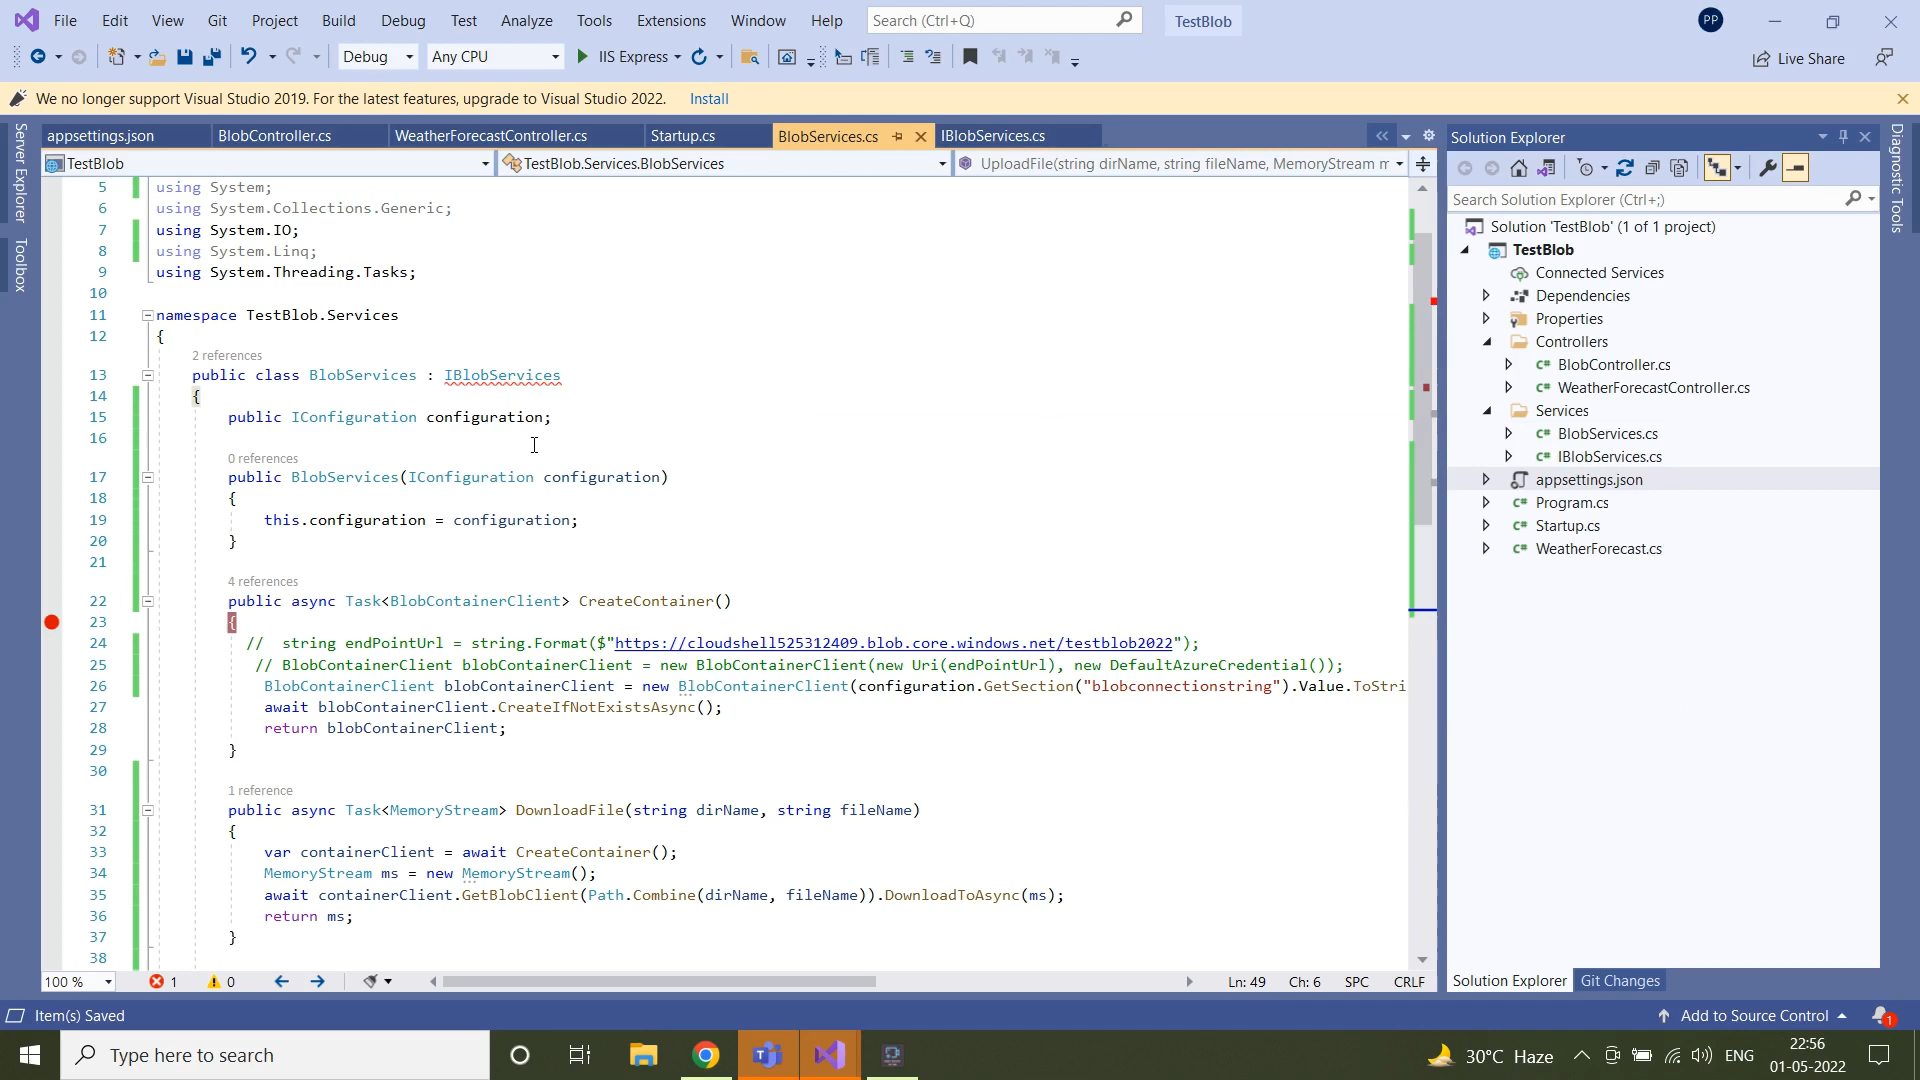 File Edit View Git Project Build Debug Test Analyze Tools Extensions Window Help Search (Ctrl+Q) TestBlob PP
Debug Any CPU IIS Express Live Share
We no longer support Visual Studio 2019. For the latest features, upgrade to Visual Studio 2022. Install
Server Explorer
Toolbox
appsettings.json BlobController.cs WeatherForecastController.cs Startup.cs BlobServices.cs IBlobServices.cs
TestBlob TestBlob.Services.BlobServices UploadFile(string dirName, string fileName, MemoryStream m
5 using System;
6 using System.Collections.Generic;
7 using System.IO;
8 using System.Linq;
9 using System.Threading.Tasks;
10
11 namespace TestBlob.Services
12 {
2 references
13 public class BlobServices : IBlobServices
14 {
15 public IConfiguration configuration;
16
0 references
17 public BlobServices(IConfiguration configuration)
18 {
19 this.configuration = configuration;
20 }
21
4 references
22 public async Task<BlobContainerClient> CreateContainer()
23 {
24 // string endPointUrl = string.Format($"https://cloudshell525312409.blob.core.windows.net/testblob2022");
25 // BlobContainerClient blobContainerClient = new BlobContainerClient(new Uri(endPointUrl), new DefaultAzureCredential());
26 BlobContainerClient blobContainerClient = new BlobContainerClient(configuration.GetSection("blobconnectionstring").Value.ToStri
27 await blobContainerClient.CreateIfNotExistsAsync();
28 return blobContainerClient;
29 }
30
1 reference
31 public async Task<MemoryStream> DownloadFile(string dirName, string fileName)
32 {
33 var containerClient = await CreateContainer();
34 MemoryStream ms = new MemoryStream();
35 await containerClient.GetBlobClient(Path.Combine(dirName, fileName)).DownloadToAsync(ms);
36 return ms;
37 }
38
100 % 1 0 Ln: 49 Ch: 6 SPC CRLF
Solution Explorer
Search Solution Explorer (Ctrl+;)
Solution 'TestBlob' (1 of 1 project)
TestBlob
Connected Services
Dependencies
Properties
Controllers
C# BlobController.cs
C# WeatherForecastController.cs
Services
C# BlobServices.cs
C# IBlobServices.cs
appsettings.json
C# Program.cs
C# Startup.cs
C# WeatherForecast.cs
Solution Explorer Git Changes
Diagnostic Tools
Item(s) Saved Add to Source Control 1
Type here to search 30°C Haze ENG 22:56
01-05-2022